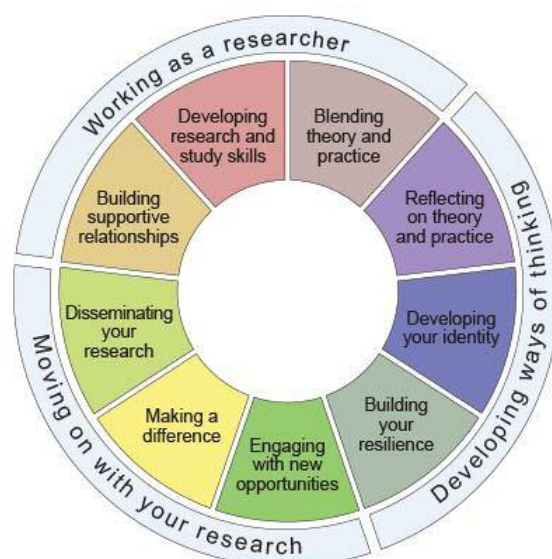 Working as a researcher
Developing
research and
study skills
Blending
theory and
practice
Building
supportive
relationships
Developing ways of thinking
Reflecting
on theory
and practice
Developing
your identity
Building
your
resilience
Moving on with your research
Engaging
with new
opportunities
Making a
difference
Disseminating
your
research